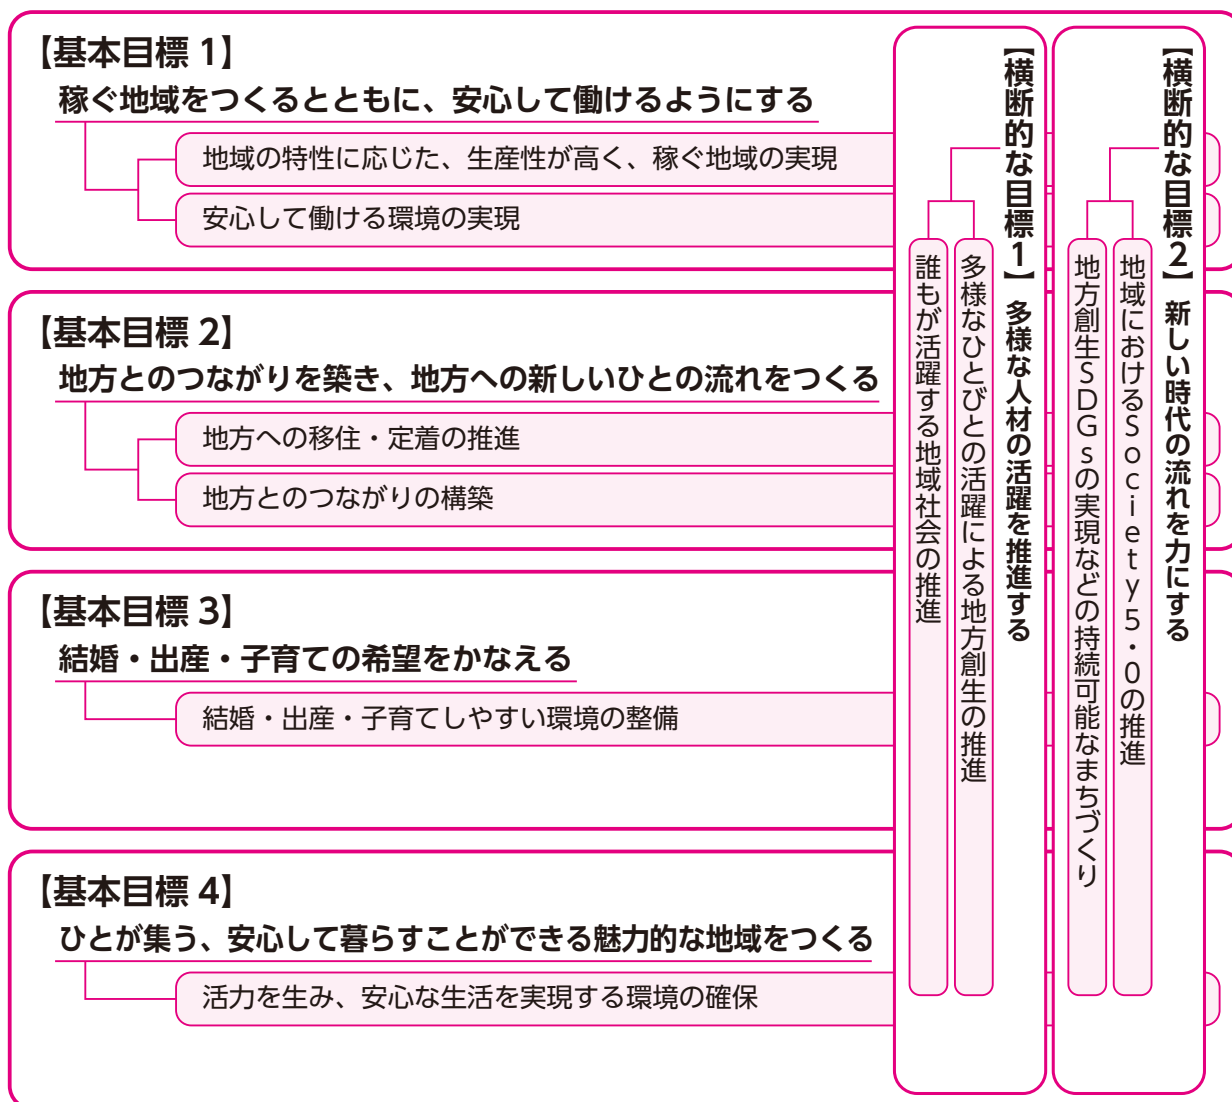 【基本目標 1】
稼ぐ地域をつくるとともに、安心して働けるようにする
地域の特性に応じた、生産性が高く、稼ぐ地域の実現
安心して働ける環境の実現
【基本目標 2】
地方とのつながりを築き、地方への新しいひとの流れをつくる
地方への移住・定着の推進
地方とのつながりの構築
【基本目標 3】
結婚・出産・子育ての希望をかなえる
結婚・出産・子育てしやすい環境の整備
【基本目標 4】
ひとが集う、安心して暮らすことができる魅力的な地域をつくる
活力を生み、安心な生活を実現する環境の確保
【横断的な目標1】多様な人材の活躍を推進する
多様なひとびとの活躍による地方創生の推進
誰もが活躍する地域社会の推進
【横断的な目標2】新しい時代の流れを力にする
地域におけるSociety5・0の推進
地方創生SDGsの実現などの持続可能なまちづくり